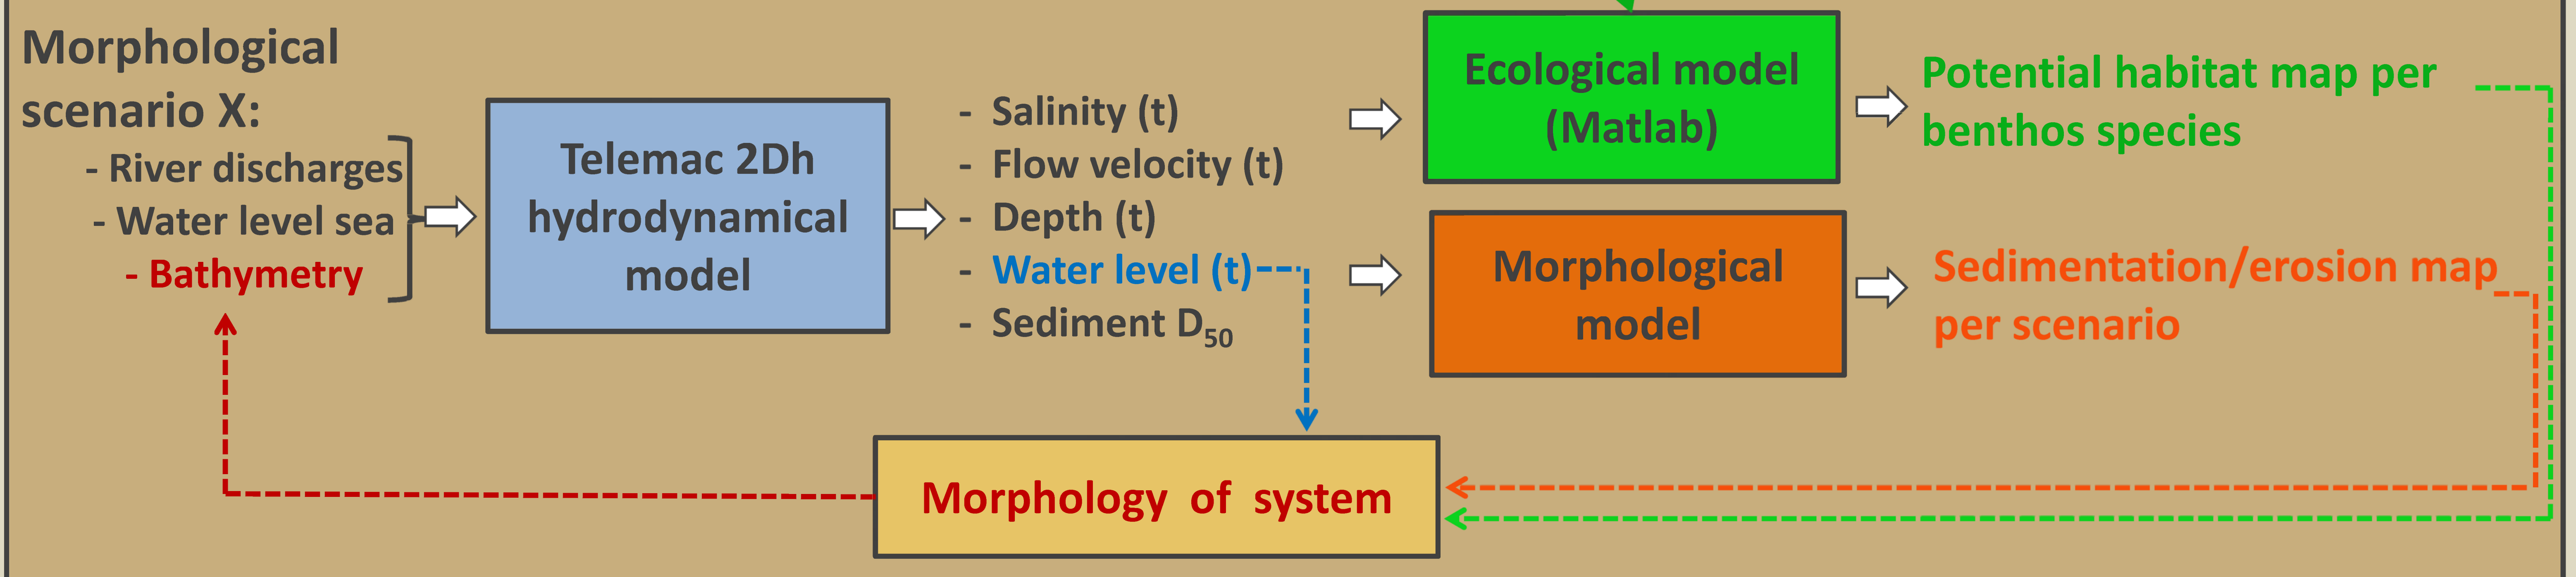 Morphological
scenario X:
- River discharges
- Water level sea
- Bathymetry
Telemac 2Dh
hydrodynamical
model
- Salinity (t)
- Flow velocity (t)
- Depth (t)
- Water level (t)
- Sediment D50
Ecological model
(Matlab)
Morphological
model
Potential habitat map per
benthos species
Sedimentation/erosion map
per scenario
Morphology of system